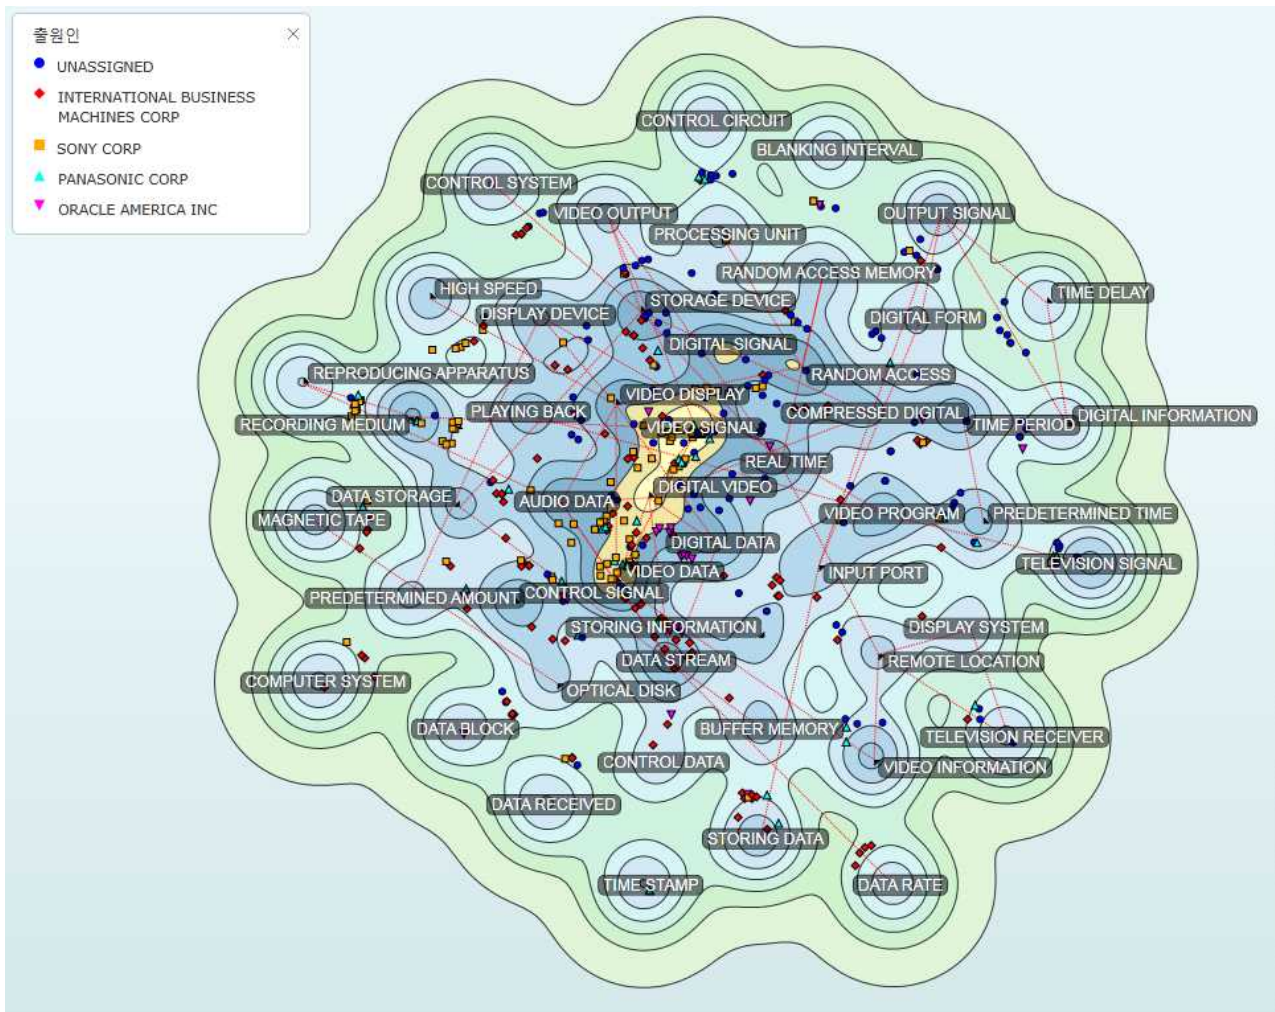 출원인
UNASSIGNED
INTERNATIONAL BUSINESS
MACHINES CORP
SONY CORP
PANASONIC CORP
ORACLE AMERICA INC
CONTROL CIRCUIT
BLANKING INTERVAL
CONTROL SYSTEM
VIDEO OUTPUT
OUTPUT SIGNAL
PROCESSING UNIT
RANDOM ACCESS MEMORY
HIGH SPEED
STORAGE DEVICE
TIME DELAY
DISPLAY DEVICE
DIGITAL FORM
DIGITAL SIGNAL
REPRODUCING APPARATUS
RANDOM ACCESS
VIDEO DISPLAY
PLAYING BACK
COMPRESSED DIGITAL
DIGITAL INFORMATION
RECORDING MEDIUM
VIDEO SIGNAL
TIME PERIOD
REAL TIME
DIGITAL VIDEO
DATA STORAGE
AUDIO DATA
VIDEO PROGRAM
PREDETERMINED TIME
MAGNETIC TAPE
DIGITAL DATA
TELEVISION SIGNAL
VIDEO DATA
INPUT PORT
PREDETERMINED AMOUNT
CONTROL SIGNAL
STORING INFORMATION
DISPLAY SYSTEM
DATA STREAM
REMOTE LOCATION
COMPUTER SYSTEM
OPTICAL DISK
DATA BLOCK
BUFFER MEMORY
TELEVISION RECEIVER
CONTROL DATA
VIDEO INFORMATION
DATA RECEIVED
STORING DATA
TIME STAMP
DATA RATE